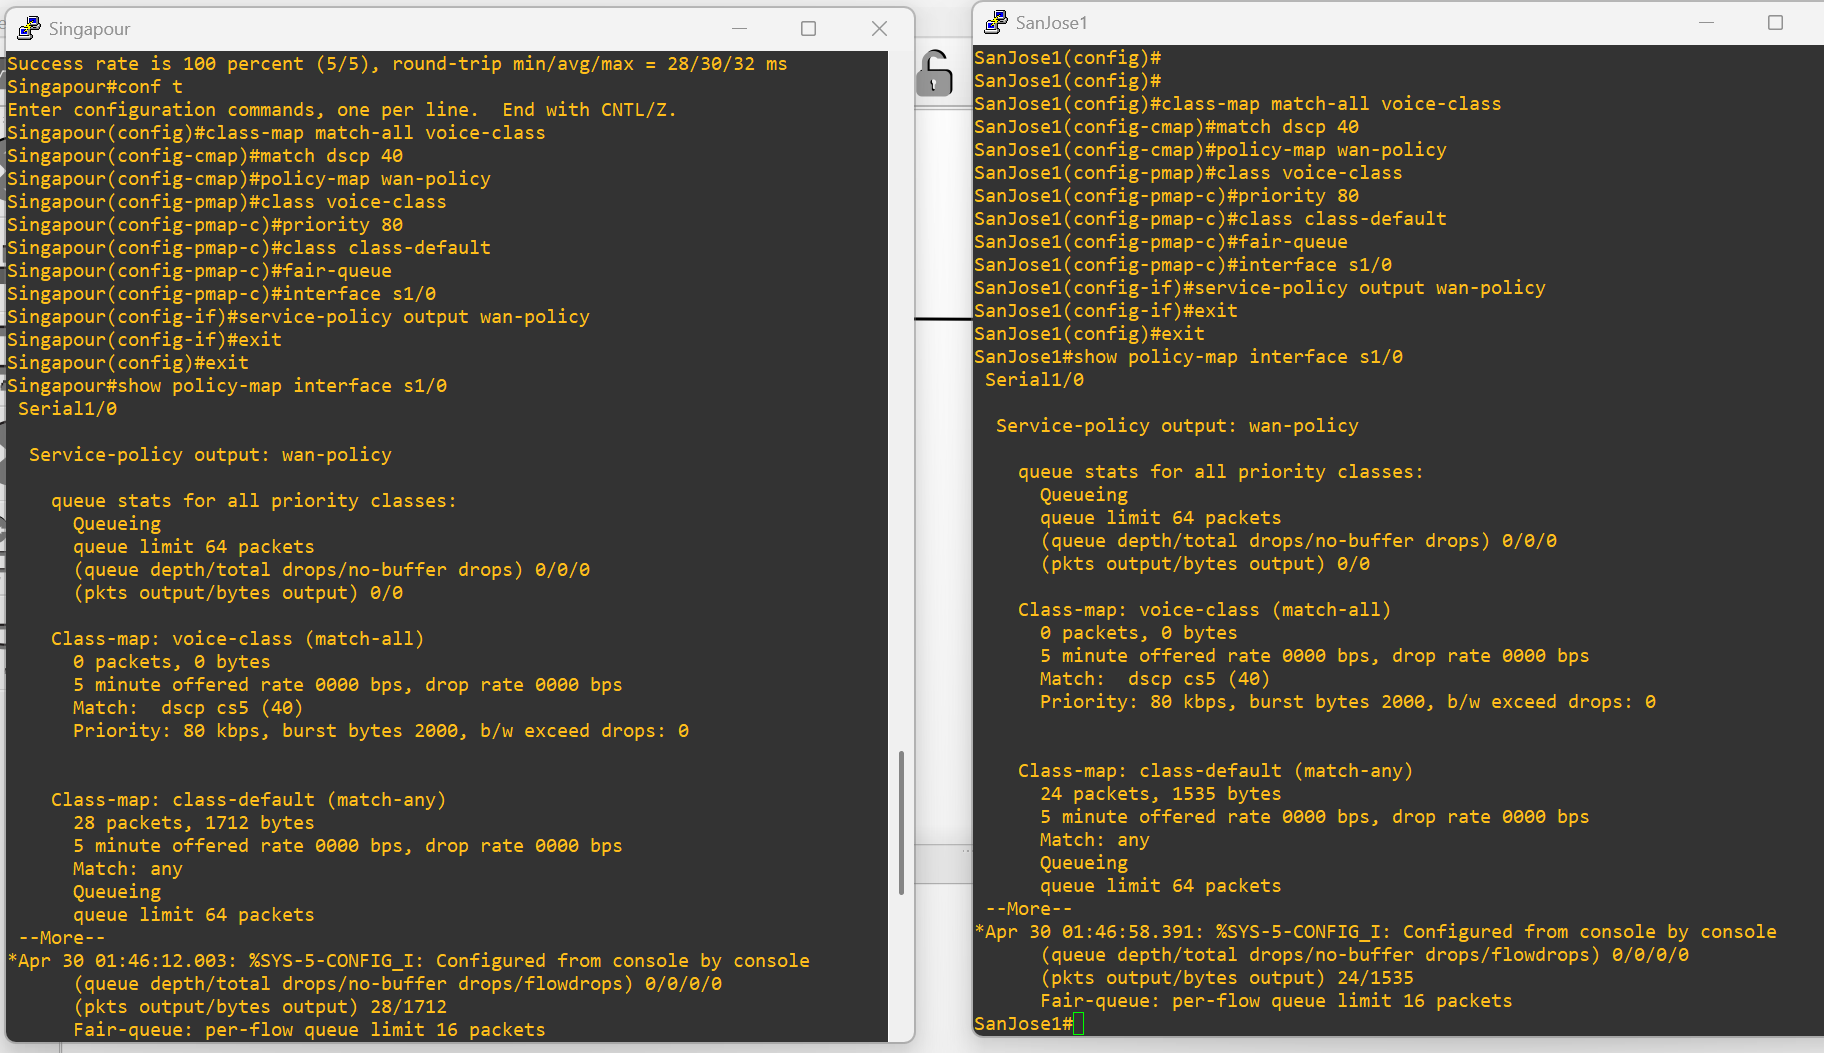 Singapour
Success rate is 100 percent (5/5), round-trip min/avg/max = 28/30/32 ms
Singapour#conf t
Enter configuration commands, one per line.  End with CNTL/Z.
Singapour(config)#class-map match-all voice-class
Singapour(config-cmap)#match dscp 40
Singapour(config-cmap)#policy-map wan-policy
Singapour(config-pmap)#class voice-class
Singapour(config-pmap-c)#priority 80
Singapour(config-pmap-c)#class class-default
Singapour(config-pmap-c)#fair-queue
Singapour(config-pmap-c)#interface s1/0
Singapour(config-if)#service-policy output wan-policy
Singapour(config-if)#exit
Singapour(config)#exit
Singapour#show policy-map interface s1/0
 Serial1/0

  Service-policy output: wan-policy

    queue stats for all priority classes:
      Queueing
      queue limit 64 packets
      (queue depth/total drops/no-buffer drops) 0/0/0
      (pkts output/bytes output) 0/0

    Class-map: voice-class (match-all)
      0 packets, 0 bytes
      5 minute offered rate 0000 bps, drop rate 0000 bps
      Match:  dscp cs5 (40)
      Priority: 80 kbps, burst bytes 2000, b/w exceed drops: 0

    Class-map: class-default (match-any)
      28 packets, 1712 bytes
      5 minute offered rate 0000 bps, drop rate 0000 bps
      Match: any
      Queueing
      queue limit 64 packets
 --More--
*Apr 30 01:46:12.003: %SYS-5-CONFIG_I: Configured from console by console
      (queue depth/total drops/no-buffer drops/flowdrops) 0/0/0/0
      (pkts output/bytes output) 28/1712
      Fair-queue: per-flow queue limit 16 packets
SanJose1
SanJose1(config)#
SanJose1(config)#
SanJose1(config)#class-map match-all voice-class
SanJose1(config-cmap)#match dscp 40
SanJose1(config-cmap)#policy-map wan-policy
SanJose1(config-pmap)#class voice-class
SanJose1(config-pmap-c)#priority 80
SanJose1(config-pmap-c)#class class-default
SanJose1(config-pmap-c)#fair-queue
SanJose1(config-pmap-c)#interface s1/0
SanJose1(config-if)#service-policy output wan-policy
SanJose1(config-if)#exit
SanJose1(config)#exit
SanJose1#show policy-map interface s1/0
 Serial1/0

  Service-policy output: wan-policy

    queue stats for all priority classes:
      Queueing
      queue limit 64 packets
      (queue depth/total drops/no-buffer drops) 0/0/0
      (pkts output/bytes output) 0/0

    Class-map: voice-class (match-all)
      0 packets, 0 bytes
      5 minute offered rate 0000 bps, drop rate 0000 bps
      Match:  dscp cs5 (40)
      Priority: 80 kbps, burst bytes 2000, b/w exceed drops: 0

    Class-map: class-default (match-any)
      24 packets, 1535 bytes
      5 minute offered rate 0000 bps, drop rate 0000 bps
      Match: any
      Queueing
      queue limit 64 packets
 --More--
*Apr 30 01:46:58.391: %SYS-5-CONFIG_I: Configured from console by console
      (queue depth/total drops/no-buffer drops/flowdrops) 0/0/0/0
      (pkts output/bytes output) 24/1535
      Fair-queue: per-flow queue limit 16 packets
SanJose1#